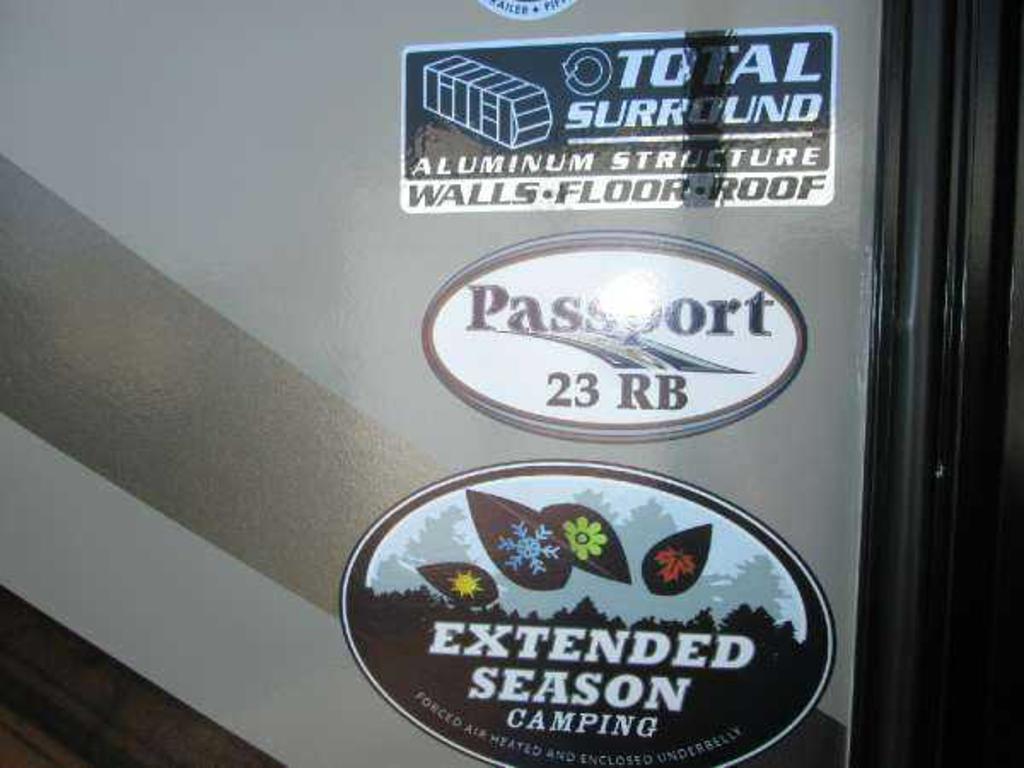 TOTAL
SURROUND
ALUMINUM STRUCTURE
WALLS•FLOOR•ROOF
Passport
23 RB
EXTENDED
SEASON
CAMPING
FORCED AIR HEATED AND ENCLOSED UNDERBELLY